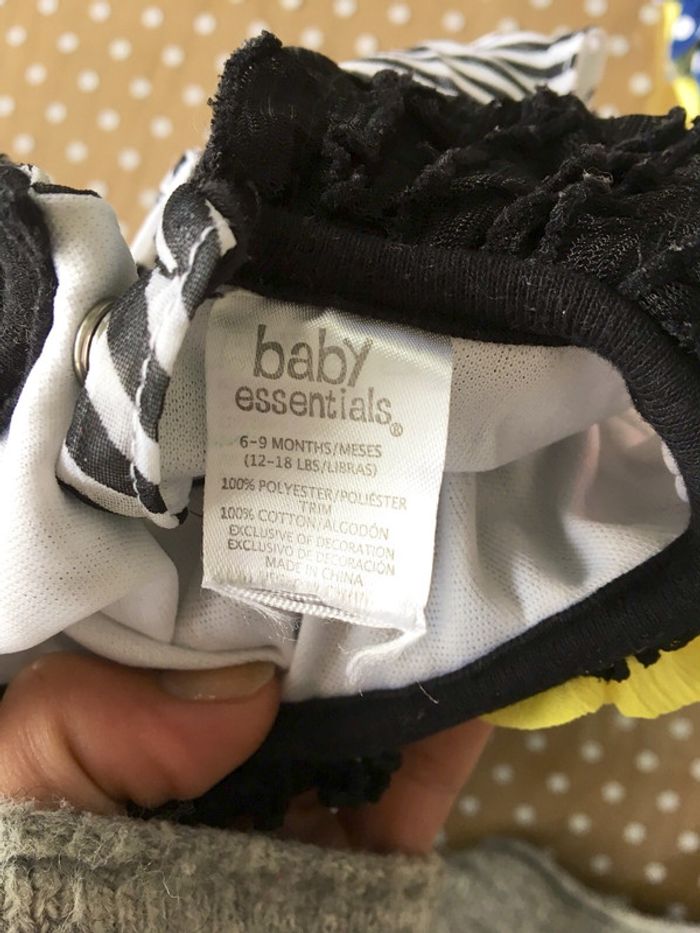 baby
essentials®
6-9 MONTHS/MESES
(12-18 LBS/LIBRAS)
100% POLYESTER/POLIÉSTER
TRIM
100% COTTON/ALGODÓN
EXCLUSIVE OF DECORATION
EXCLUSIVO DE DECORACIÓN
MADE IN CHINA